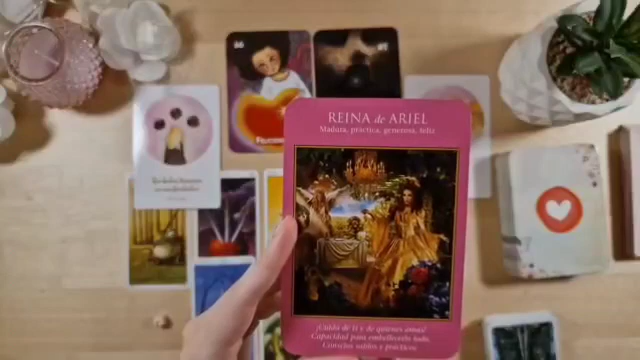 46
REINA de ARIEL
Madura, práctica, generosa, feliz
¡Cuida de ti y de quienes amas!
Capacidad para embellecerlo todo.
Consejos sabios y prácticos.